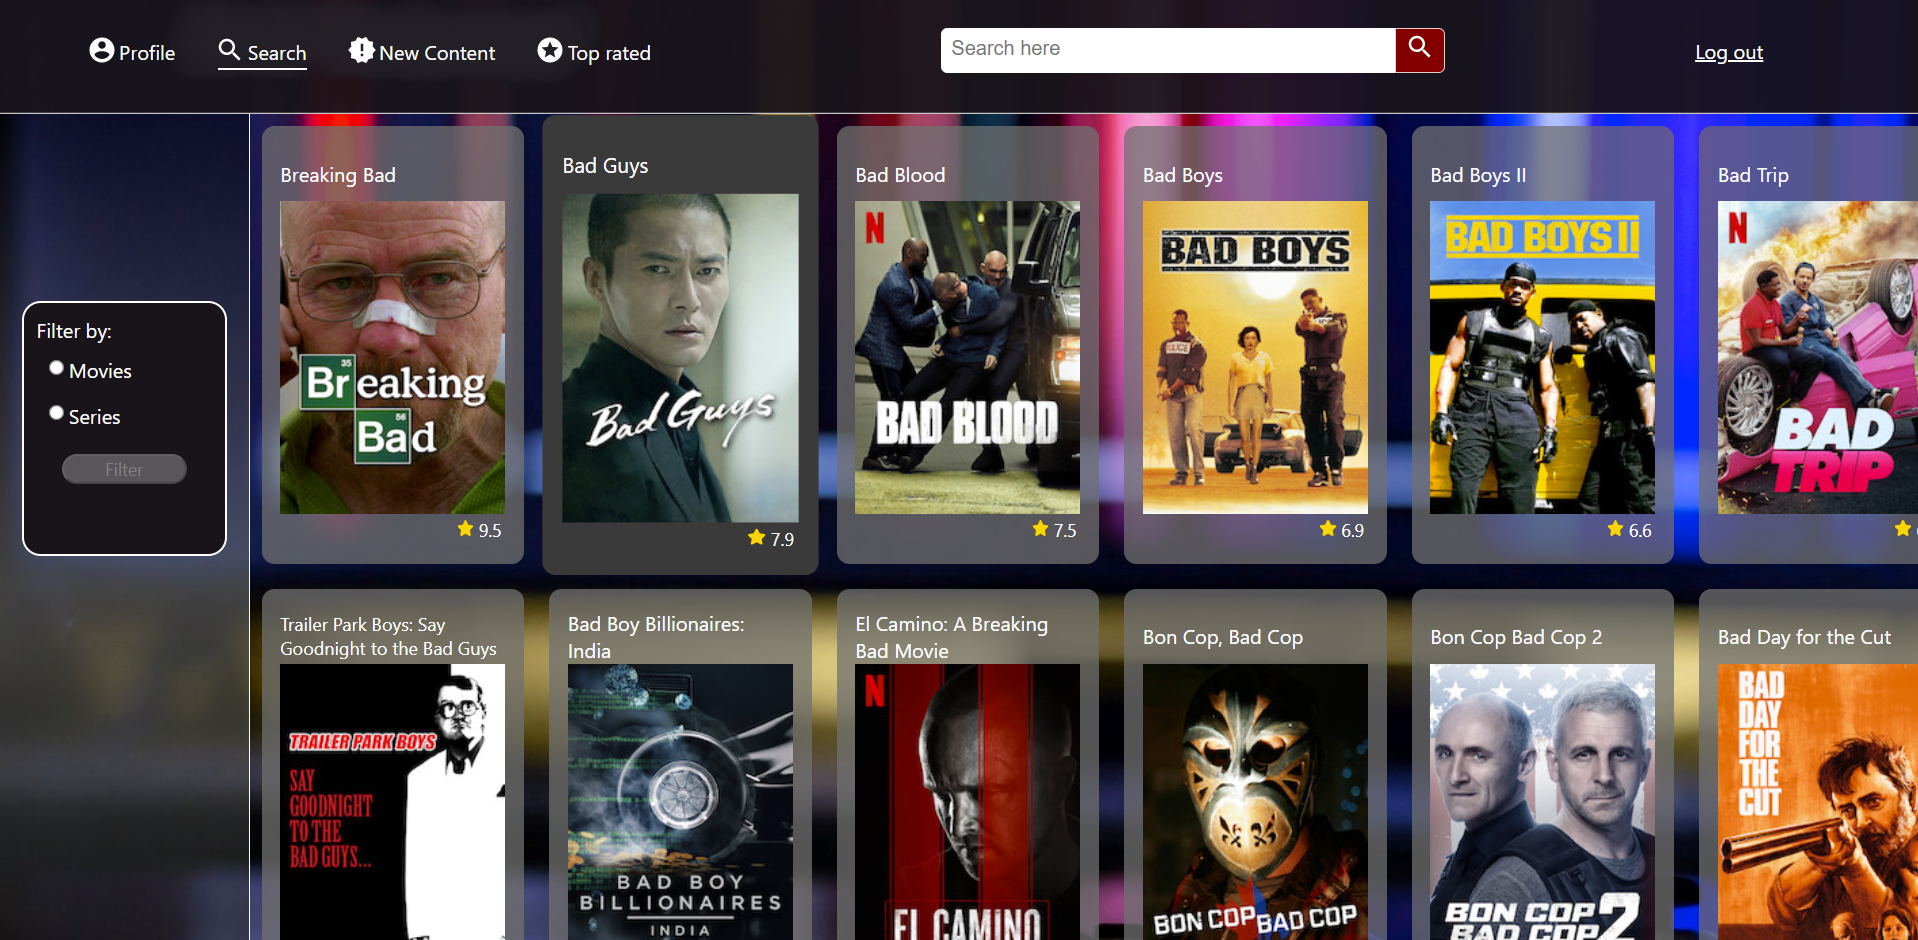 Profile
Search
New Content
Top rated
Search here
Log out
Filter by:
Movies
Series
Filter
Breaking Bad
35
Breaking
56
Bad
9.5
Bad Guys
Bad Guys
7.9
Bad Blood
N
BAD BLOOD
7.5
Bad Boys
BAD BOYS
POLICE
6.9
Bad Boys II
BAD BOYS II
6.6
Bad Trip
N
BAD
TRIP
Trailer Park Boys: Say
Goodnight to the Bad Guys
TRAILER PARK BOYS
SAY
GOODNIGHT
TO THE
BAD GUYS...
Bad Boy Billionaires:
India
BAD BOY
BILLIONAIRES
INDIA
El Camino: A Breaking
Bad Movie
N
EL CAMINO
Bon Cop, Bad Cop
BON COP BAD COP
Bon Cop Bad Cop 2
BON COP
BAD COP 2
Bad Day for the Cut
BAD
DAY
FOR
THE
CUT